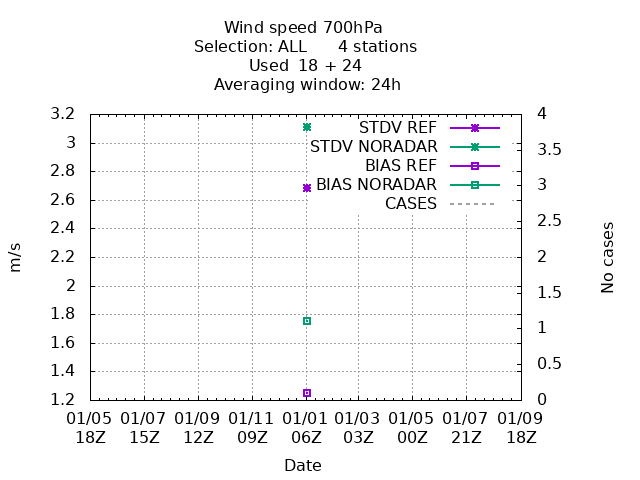 Wind speed 700hPa
Selection: ALL 4 stations
Used 18 + 24
Averaging window: 24h
3.2
3
2.8
2.6
2.4
2.2
2
1.8
1.6
1.4
1.2
m/s
4
3.5
3
2.5
2
1.5
1
0.5
0
No cases
STDV REF
STDV NORADAR
BIAS REF
BIAS NORADAR
CASES
01/05 01/07 01/09 01/11 01/01 01/03 01/05 01/07 01/09
18Z 15Z 12Z 09Z 06Z 03Z 00Z 21Z 18Z
Date